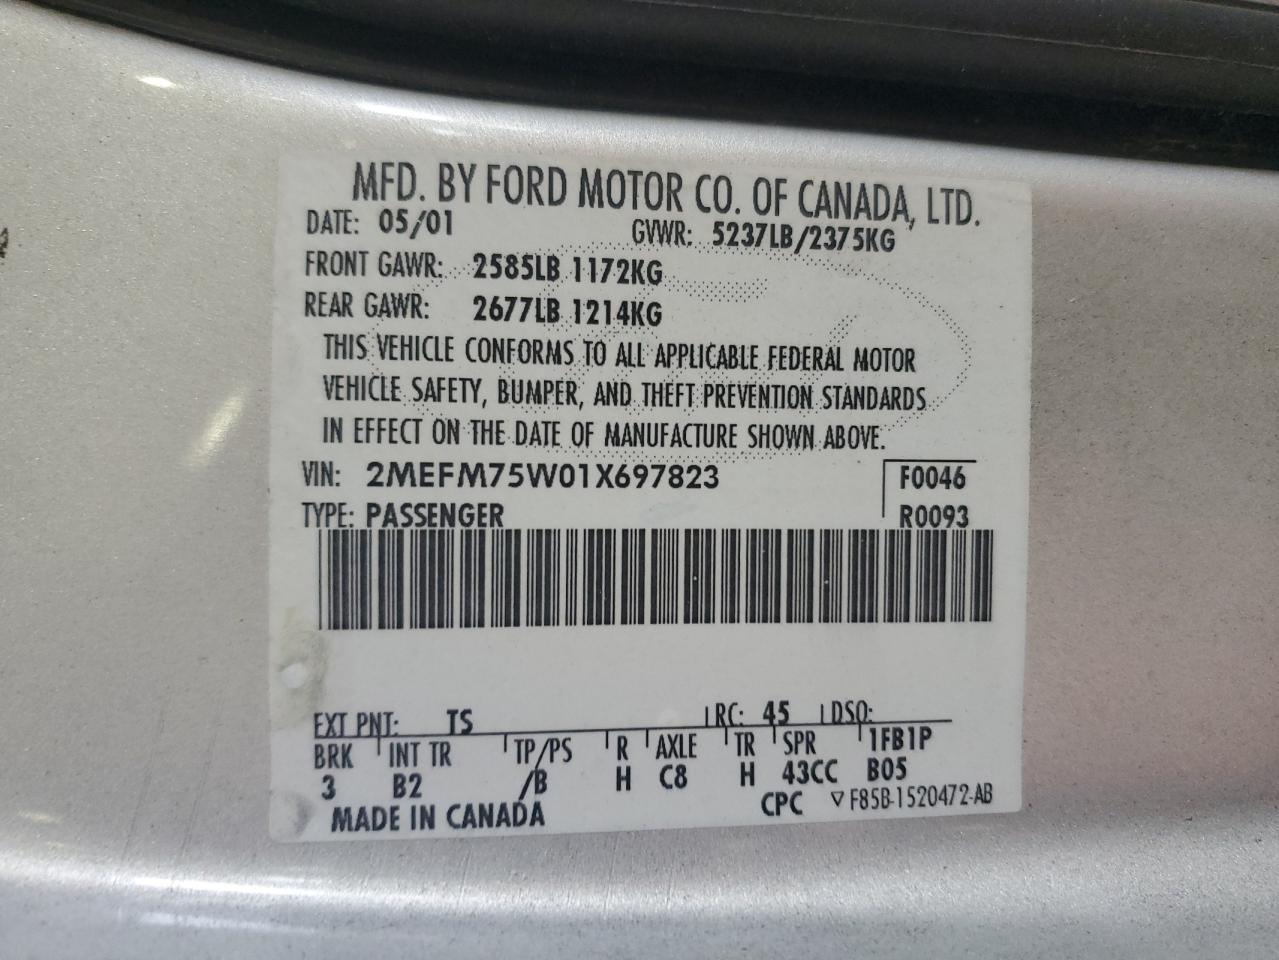 MFD. BY FORD MOTOR CO. OF CANADA, LTD.
DATE: 05/01 GVWR: 5237LB/2375KG
FRONT GAWR: 2585LB 1172KG
REAR GAWR: 2677LB 1214KG
THIS VEHICLE CONFORMS TO ALL APPLICABLE FEDERAL MOTOR
VEHICLE SAFETY, BUMPER, AND THEFT PREVENTION STANDARDS
IN EFFECT ON THE DATE OF MANUFACTURE SHOWN ABOVE.
VIN: 2MEFM75W01X697823 F0046
TYPE: PASSENGER R0093
EXT PNT: TS RC: 45 DSO:
BRK INT TR TP/PS R AXLE TR SPR 1FB1P
3 B2 /B H C8 H 43CC B05
MADE IN CANADA CPC ▽F85B-1520472-AB